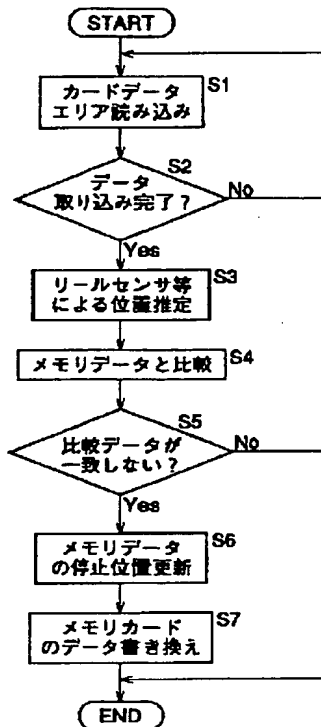 START
カードデータ
エリア読み込み
S1
データ
取り込み完了?
S2
No
Yes
リールセンサ等
による位置推定
S3
メモリデータと比較
S4
比較データが
一致しない?
S5
No
Yes
メモリデータ
の停止位置更新
S6
メモリカード
のデータ書き換え
S7
END